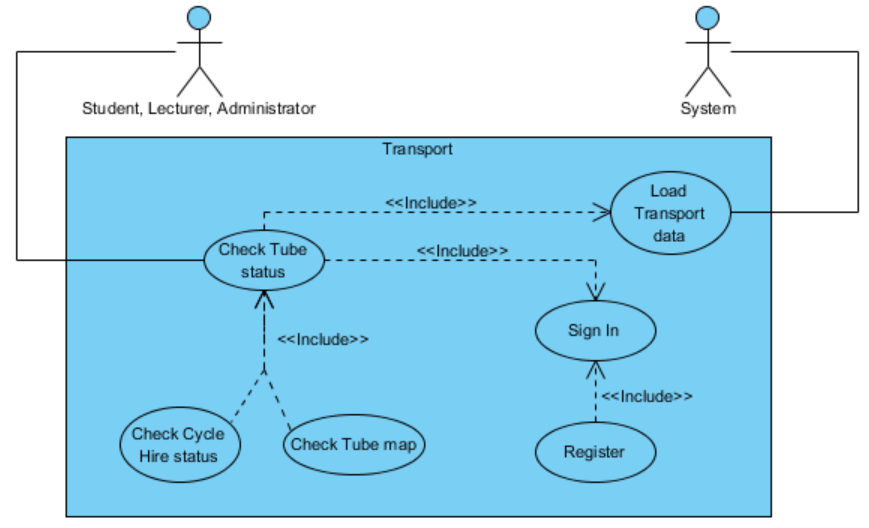 Student, Lecturer, Administrator
System
Transport
Load
Transport
data
<<Include>>
Check Tube
status
<<Include>>
Sign In
<<Include>>
<<Include>>
Check Cycle
Hire status
Check Tube map
Register